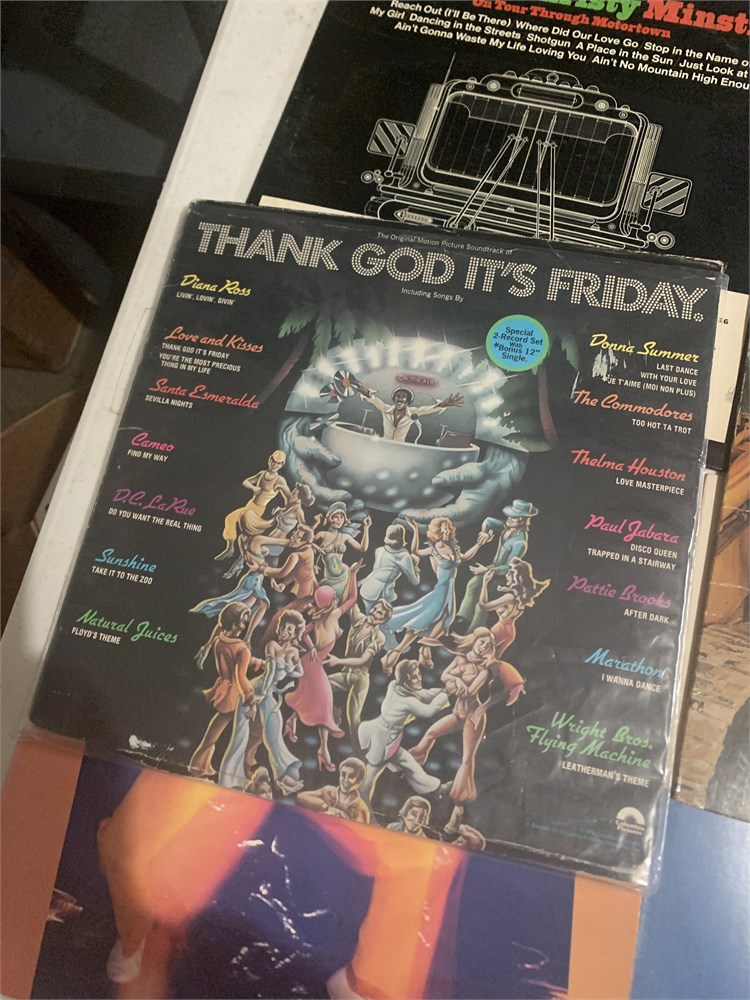 risty Minst
On Tour Through Motortown
Reach Out (I'll Be There) Where Did Our Love Go Stop in the Name o
My Girl Dancing in the Streets Shotgun A Place in the Sun Just Look at
Ain't Gonna Waste My Life Loving You Ain't No Mountain High Enou
The Original Motion Picture Soundtrack of
THANK GOD IT'S FRIDAY.
Including Songs By
Diana Ross
LIVIN', LOVIN', GIVIN'
Love and Kisses
THANK GOD IT'S FRIDAY
YOU'RE THE MOST PRECIOUS
THING IN MY LIFE
Santa Esmeralda
SEVILLA NIGHTS
Cameo
FIND MY WAY
D.C. LaRue
DO YOU WANT THE REAL THING
Sunshine
TAKE IT TO THE ZOO
Natural Juices
FLOYD'S THEME
Special
2-Record Set
With
*Bonus 12"
Single.
Donna Summer
LAST DANCE
WITH YOUR LOVE
*JE T'AIME (MOI NON PLUS)
The Commodores
TOO HOT TA TROT
Thelma Houston
LOVE MASTERPIECE
Paul Jabara
DISCO QUEEN
TRAPPED IN A STAIRWAY
Pattie Brooks
AFTER DARK
Marathon
I WANNA DANCE
Wright Bros.
Flying Machine
LEATHERMAN'S THEME